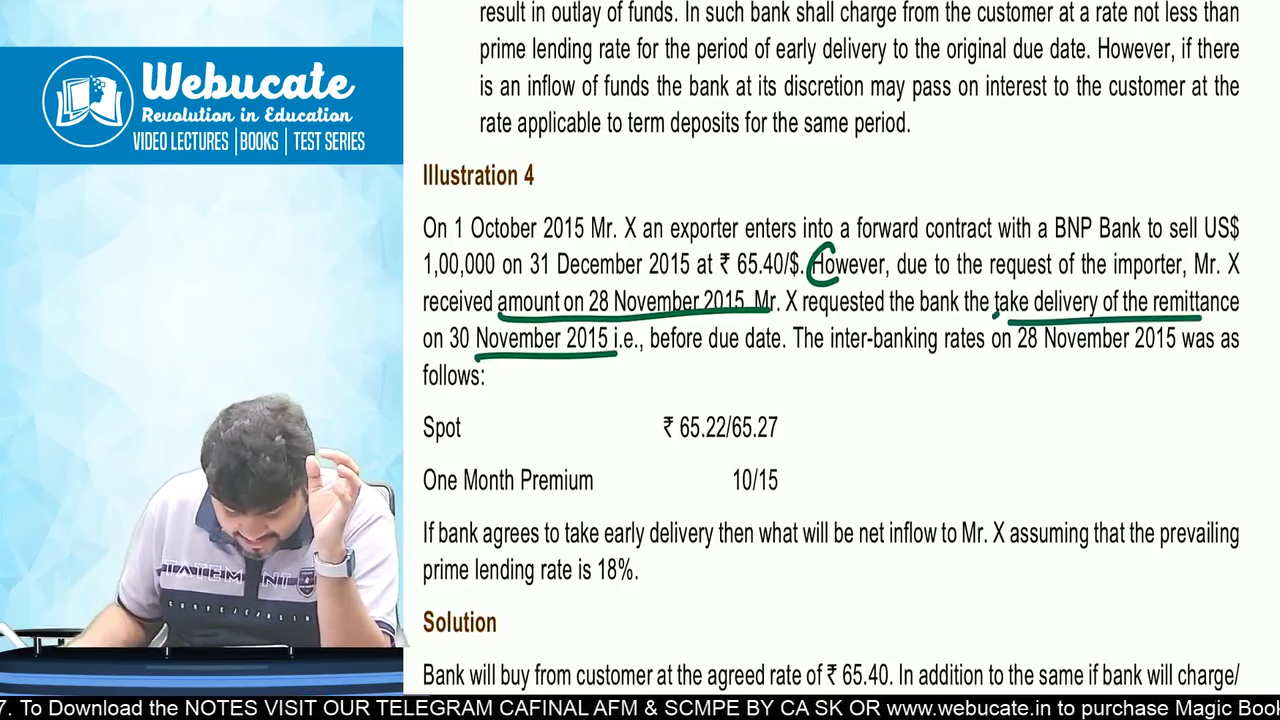 result in outlay of funds. In such bank shall charge from the customer at a rate not less than
prime lending rate for the period of early delivery to the original due date. However, if there
is an inflow of funds the bank at its discretion may pass on interest to the customer at the
rate applicable to term deposits for the same period.
Webucate
Revolution in Education
VIDEO LECTURES | BOOKS | TEST SERIES
Illustration 4
On 1 October 2015 Mr. X an exporter enters into a forward contract with a BNP Bank to sell US$
1,00,000 on 31 December 2015 at ₹ 65.40/$. However, due to the request of the importer, Mr. X
received amount on 28 November 2015. Mr. X requested the bank the take delivery of the remittance
on 30 November 2015 i.e., before due date. The inter-banking rates on 28 November 2015 was as
follows:
Spot ₹ 65.22/65.27
One Month Premium 10/15
If bank agrees to take early delivery then what will be net inflow to Mr. X assuming that the prevailing
prime lending rate is 18%.
Solution
Bank will buy from customer at the agreed rate of ₹ 65.40. In addition to the same if bank will charge/
7. To Download the NOTES VISIT OUR TELEGRAM CAFINAL AFM & SCMPE BY CA SK OR www.webucate.in to purchase Magic Boo